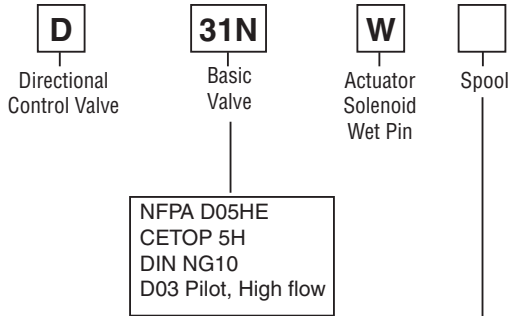 D 31N W
Directional
Control Valve
Basic
Valve
Actuator
Solenoid
Wet Pin
Spool
NFPA D05HE
CETOP 5H
DIN NG10
D03 Pilot, High flow